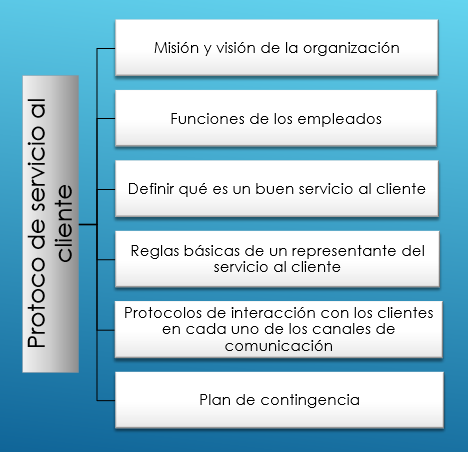 Protoco de servicio al
cliente
Misión y visión de la organización
Funciones de los empleados
Definir qué es un buen servicio al cliente
Reglas básicas de un representante del
servicio al cliente
Protocolos de interacción con los clientes
en cada uno de los canales de
comunicación
Plan de contingencia